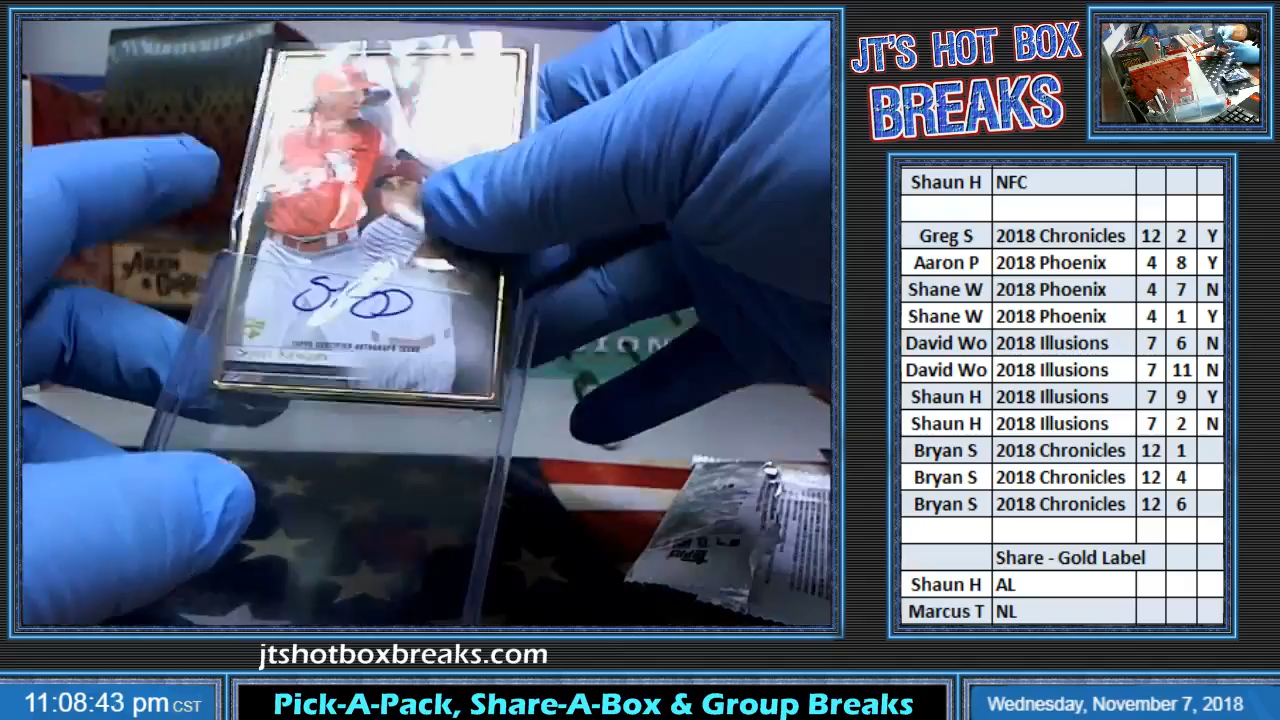 JT'S HOT BOX
BREAKS
Shaun H NFC
Greg S 2018 Chronicles 12 2 Y
Aaron P 2018 Phoenix 4 8 Y
Shane W 2018 Phoenix 4 7 N
Shane W 2018 Phoenix 4 1 Y
David Wo 2018 Illusions 7 6 N
David Wo 2018 Illusions 7 11 N
Shaun H 2018 Illusions 7 9 Y
Shaun H 2018 Illusions 7 2 N
Bryan S 2018 Chronicles 12 1
Bryan S 2018 Chronicles 12 4
Bryan S 2018 Chronicles 12 6
Share - Gold Label
Shaun H AL
Marcus T NL
TOPPS CERTIFIED AUTOGRAPH ISSUE
jtshotboxbreaks.com
11:08:43 pm CST
Pick-A-Pack, Share-A-Box & Group Breaks
Wednesday, November 7, 2018